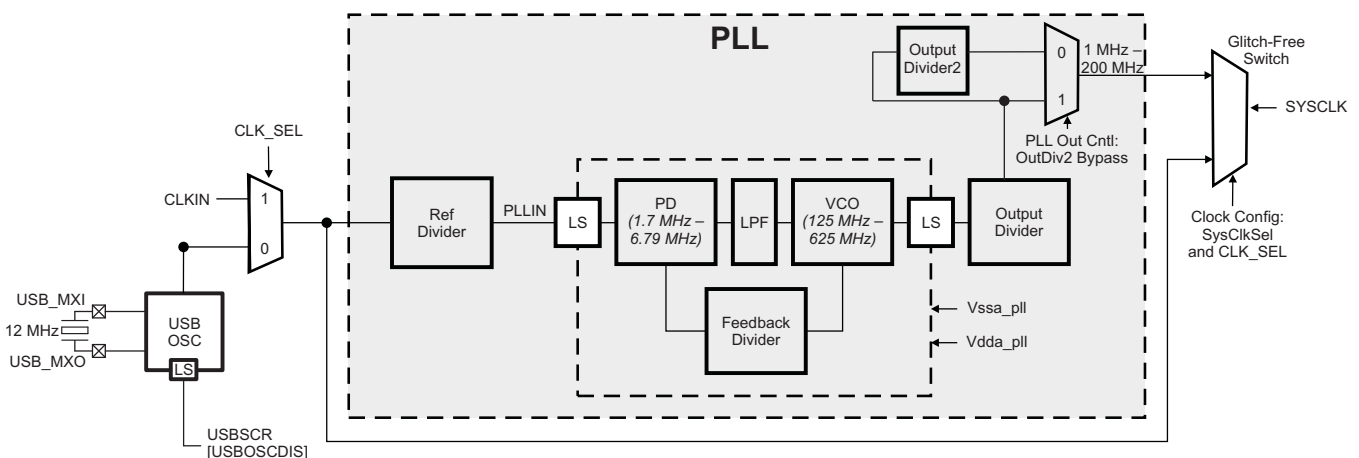 PLL
Output
Divider2
0
1
1 MHz –
200 MHz
PLL Out Cntl:
OutDiv2 Bypass
Glitch-Free
Switch
SYSCLK
Clock Config:
SysClkSel
and CLK_SEL
CLK_SEL
CLKIN
1
0
Ref
Divider
PLLIN
LS
PD
(1.7 MHz –
6.79 MHz)
LPF
VCO
(125 MHz –
625 MHz)
LS
Output
Divider
Feedback
Divider
Vssa_pll
Vdda_pll
USB_MXI
12 MHz
USB_MXO
USB
OSC
LS
USBSCR
[USBOSCDIS]